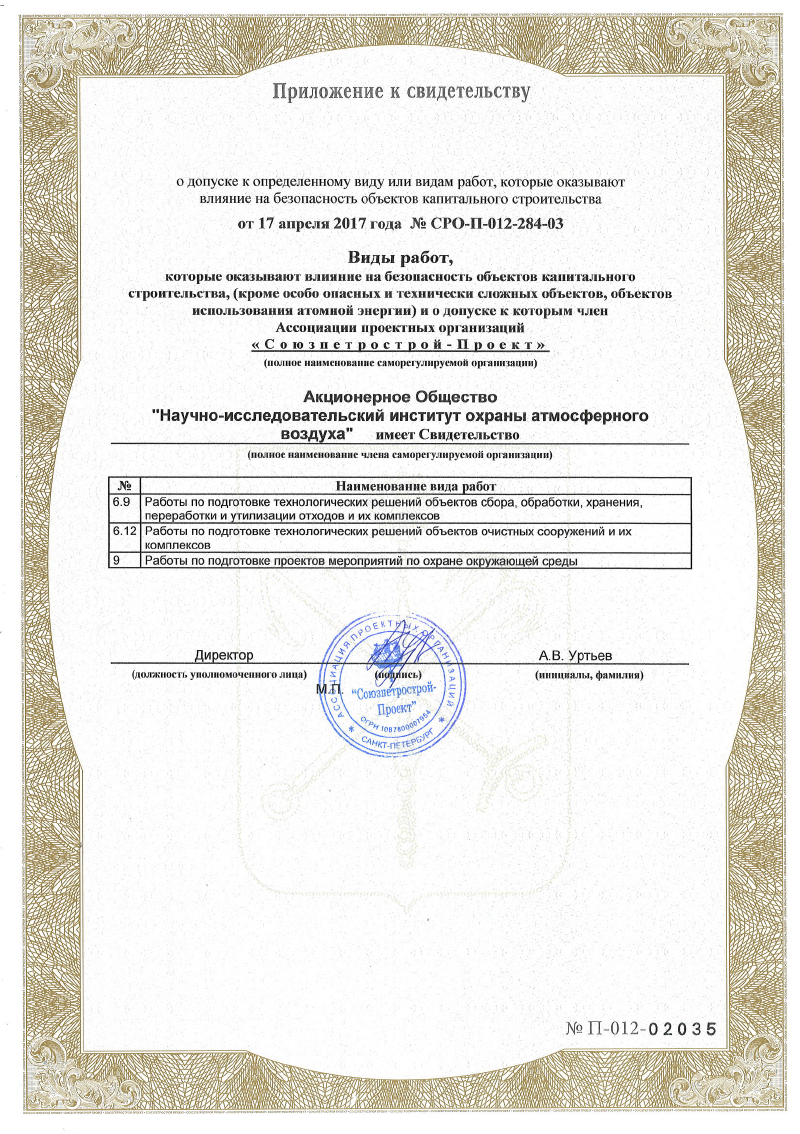 Приложение к свидетельству
о допуске к определенному виду или видам работ, которые оказывают
влияние на безопасность объектов капитального строительства
от 17 апреля 2017 года № СРО-П-012-284-03
Виды работ,
которые оказывают влияние на безопасность объектов капитального
строительства, (кроме особо опасных и технически сложных объектов, объектов
использования атомной энергии) и о допуске к которым член
Ассоциации проектных организаций
«Союзпетрострой-Проект»
(полное наименование саморегулируемой организации)
Акционерное Общество
"Научно-исследовательский институт охраны атмосферного
воздуха" имеет Свидетельство
(полное наименование члена саморегулируемой организации)
№ Наименование вида работ
6.9 Работы по подготовке технологических решений объектов сбора, обработки, хранения,
переработки и утилизации отходов и их комплексов
6.12 Работы по подготовке технологических решений объектов очистных сооружений и их
комплексов
9 Работы по подготовке проектов мероприятий по охране окружающей среды
Директор А.В. Уртьев
(должность уполномоченного лица) (подпись) (инициалы, фамилия)
М.П.
АССОЦИАЦИЯ ПРОЕКТНЫХ ОРГАНИЗАЦИЙ
"Союзпетрострой-
Проект"
ОГРН
САНКТ-ПЕТЕРБУРГ
№ П-012-02035